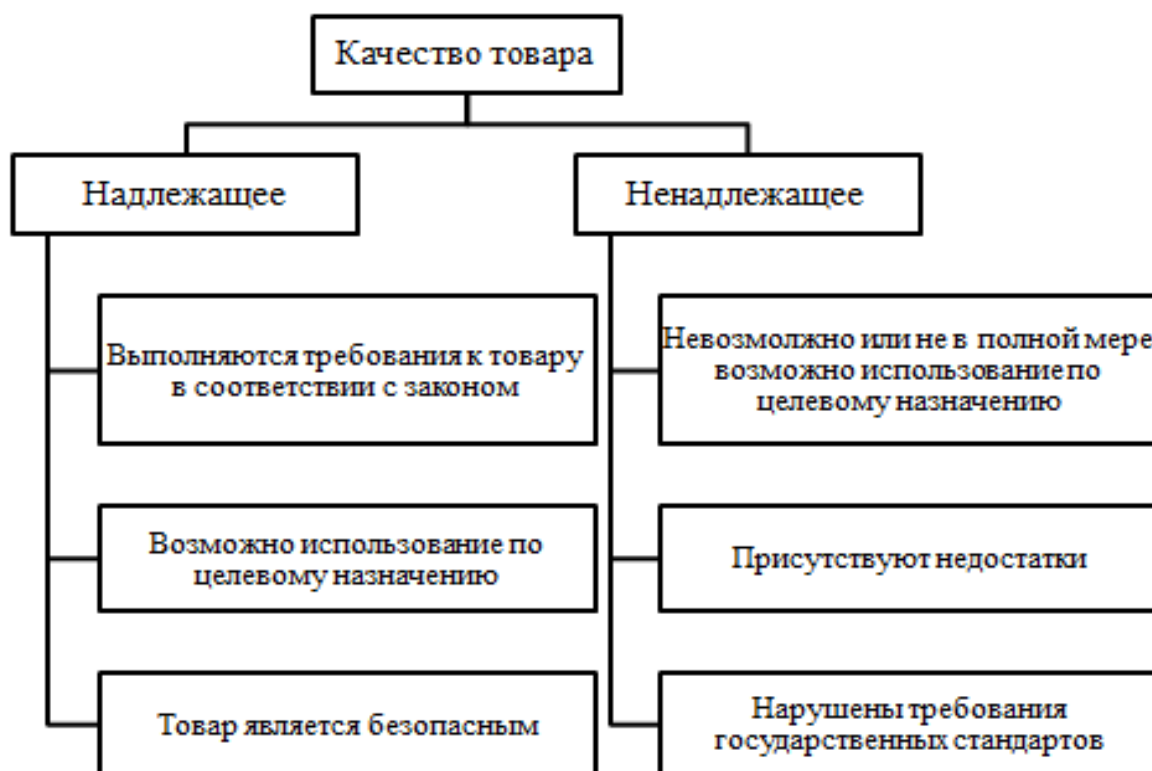 Качество товара
Надлежащее
Ненадлежащее
Выполняются требования к товару
в соответствии с законом
Невозмолжно или не в полной мере
возможно использование по
целевому назначению
Возможно использование по
целевому назначению
Присутствуют недостатки
Товар является безопасным
Нарушены требования
государственных стандартов